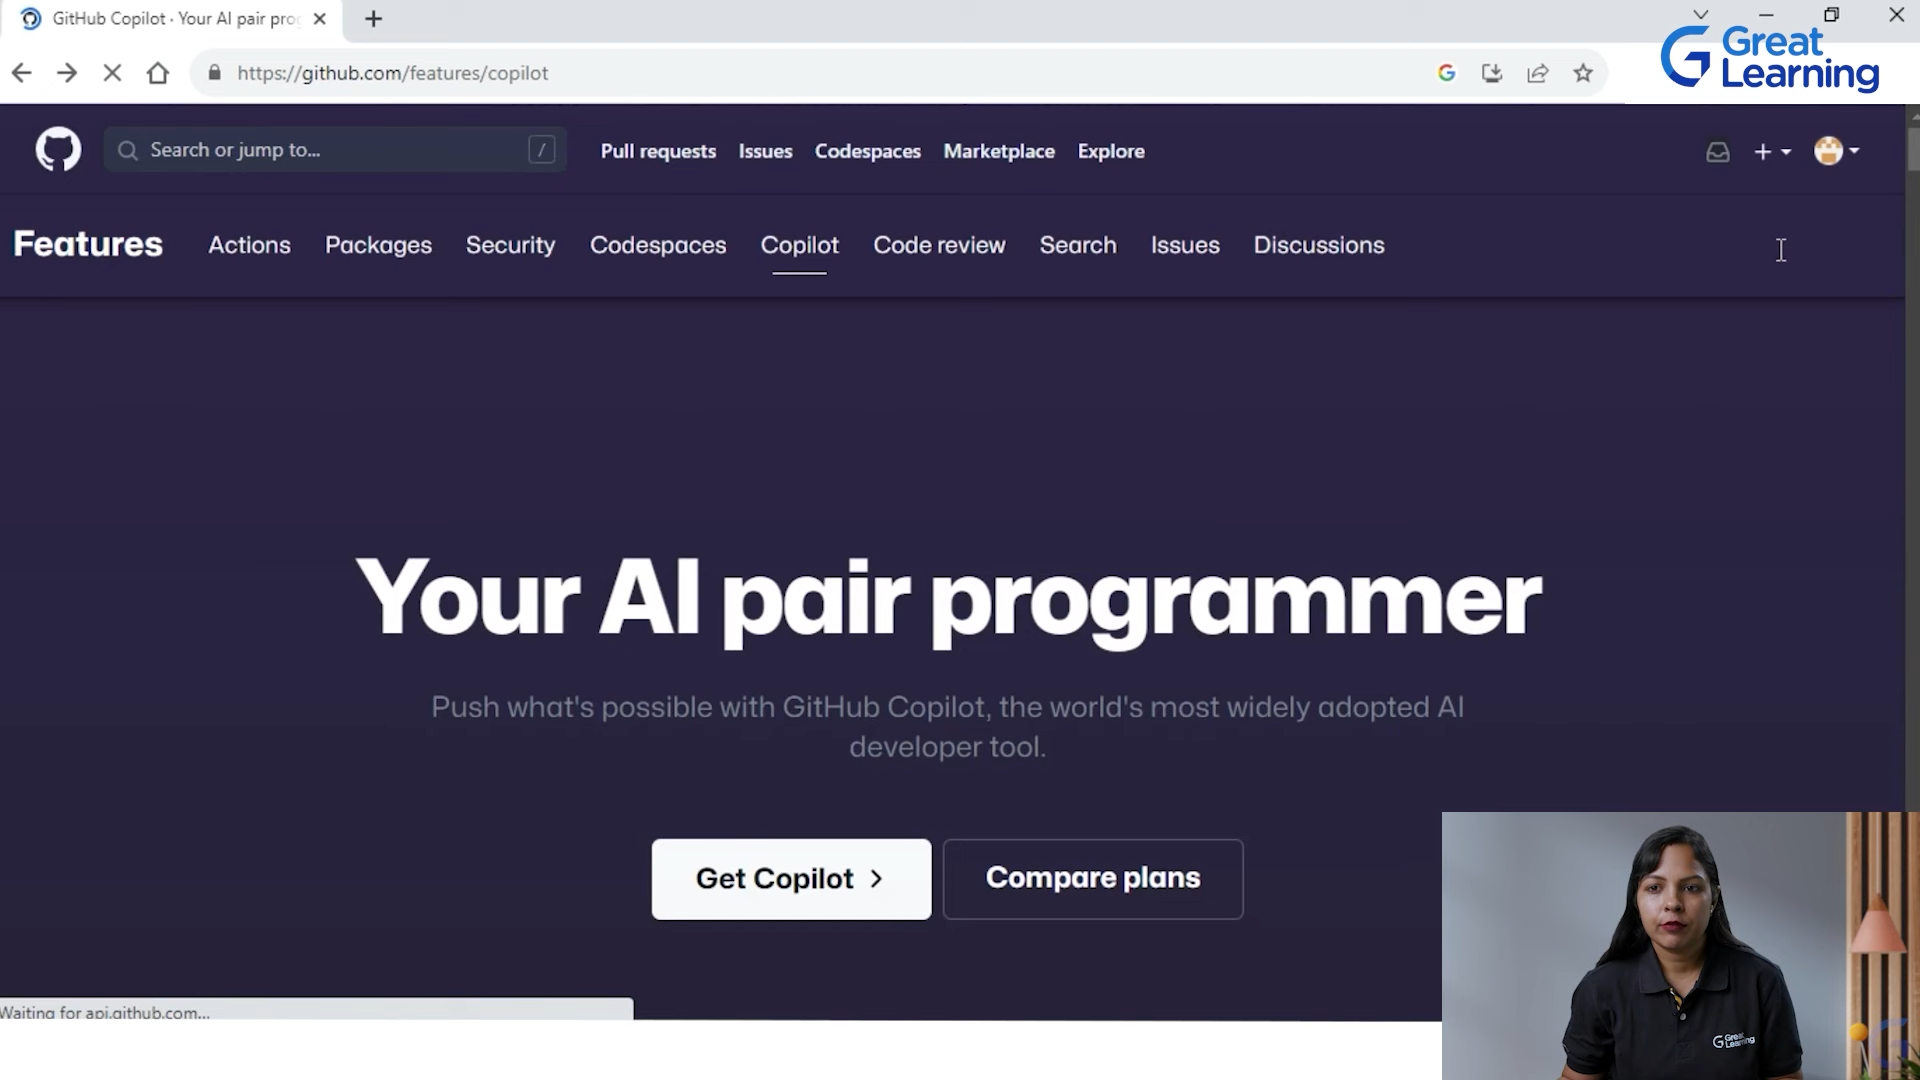 GitHub Copilot · Your AI pair pro
https://github.com/features/copilot
Great
Learning
Search or jump to...
/
Pull requests
Issues
Codespaces
Marketplace
Explore
Features
Actions
Packages
Security
Codespaces
Copilot
Code review
Search
Issues
Discussions
Your AI pair programmer
Push what's possible with GitHub Copilot, the world's most widely adopted AI
developer tool.
Get Copilot
Compare plans
Waiting for api.github.com...
Great
Learning